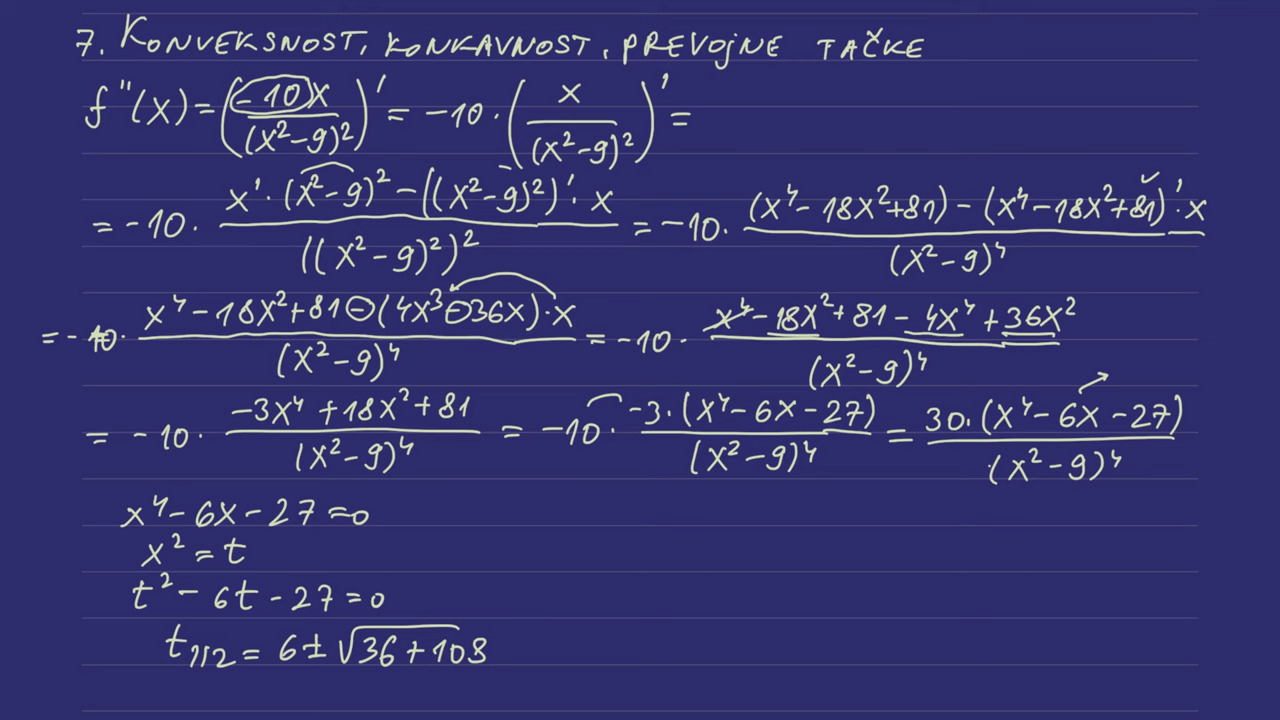 7. KONVEKSNOST, KONKAVNOST, PREVOJNE TAČKE
f''(x) = (-10x / (x²-9)²)' = -10 · (x / (x²-9)²)' =
= -10 · (x' · (x²-9)² - ((x²-9)²)' · x) / ((x²-9)²)² = -10 · ((x⁴ - 18x² + 81) - (x⁴ - 18x² + 81)' · x) / (x²-9)⁴
= -10 · (x⁴ - 18x² + 81 - (4x³ - 36x) · x) / (x²-9)⁴ = -10 · (x⁴ - 18x² + 81 - 4x⁴ + 36x²) / (x²-9)⁴
= -10 · (-3x⁴ + 18x² + 81) / (x²-9)⁴ = -10 · (-3 · (x⁴ - 6x - 27)) / (x²-9)⁴ = 30 · (x⁴ - 6x - 27) / (x²-9)⁴
x⁴ - 6x - 27 = 0
x² = t
t² - 6t - 27 = 0
t₁/₂ = 6 ± √36 + 108